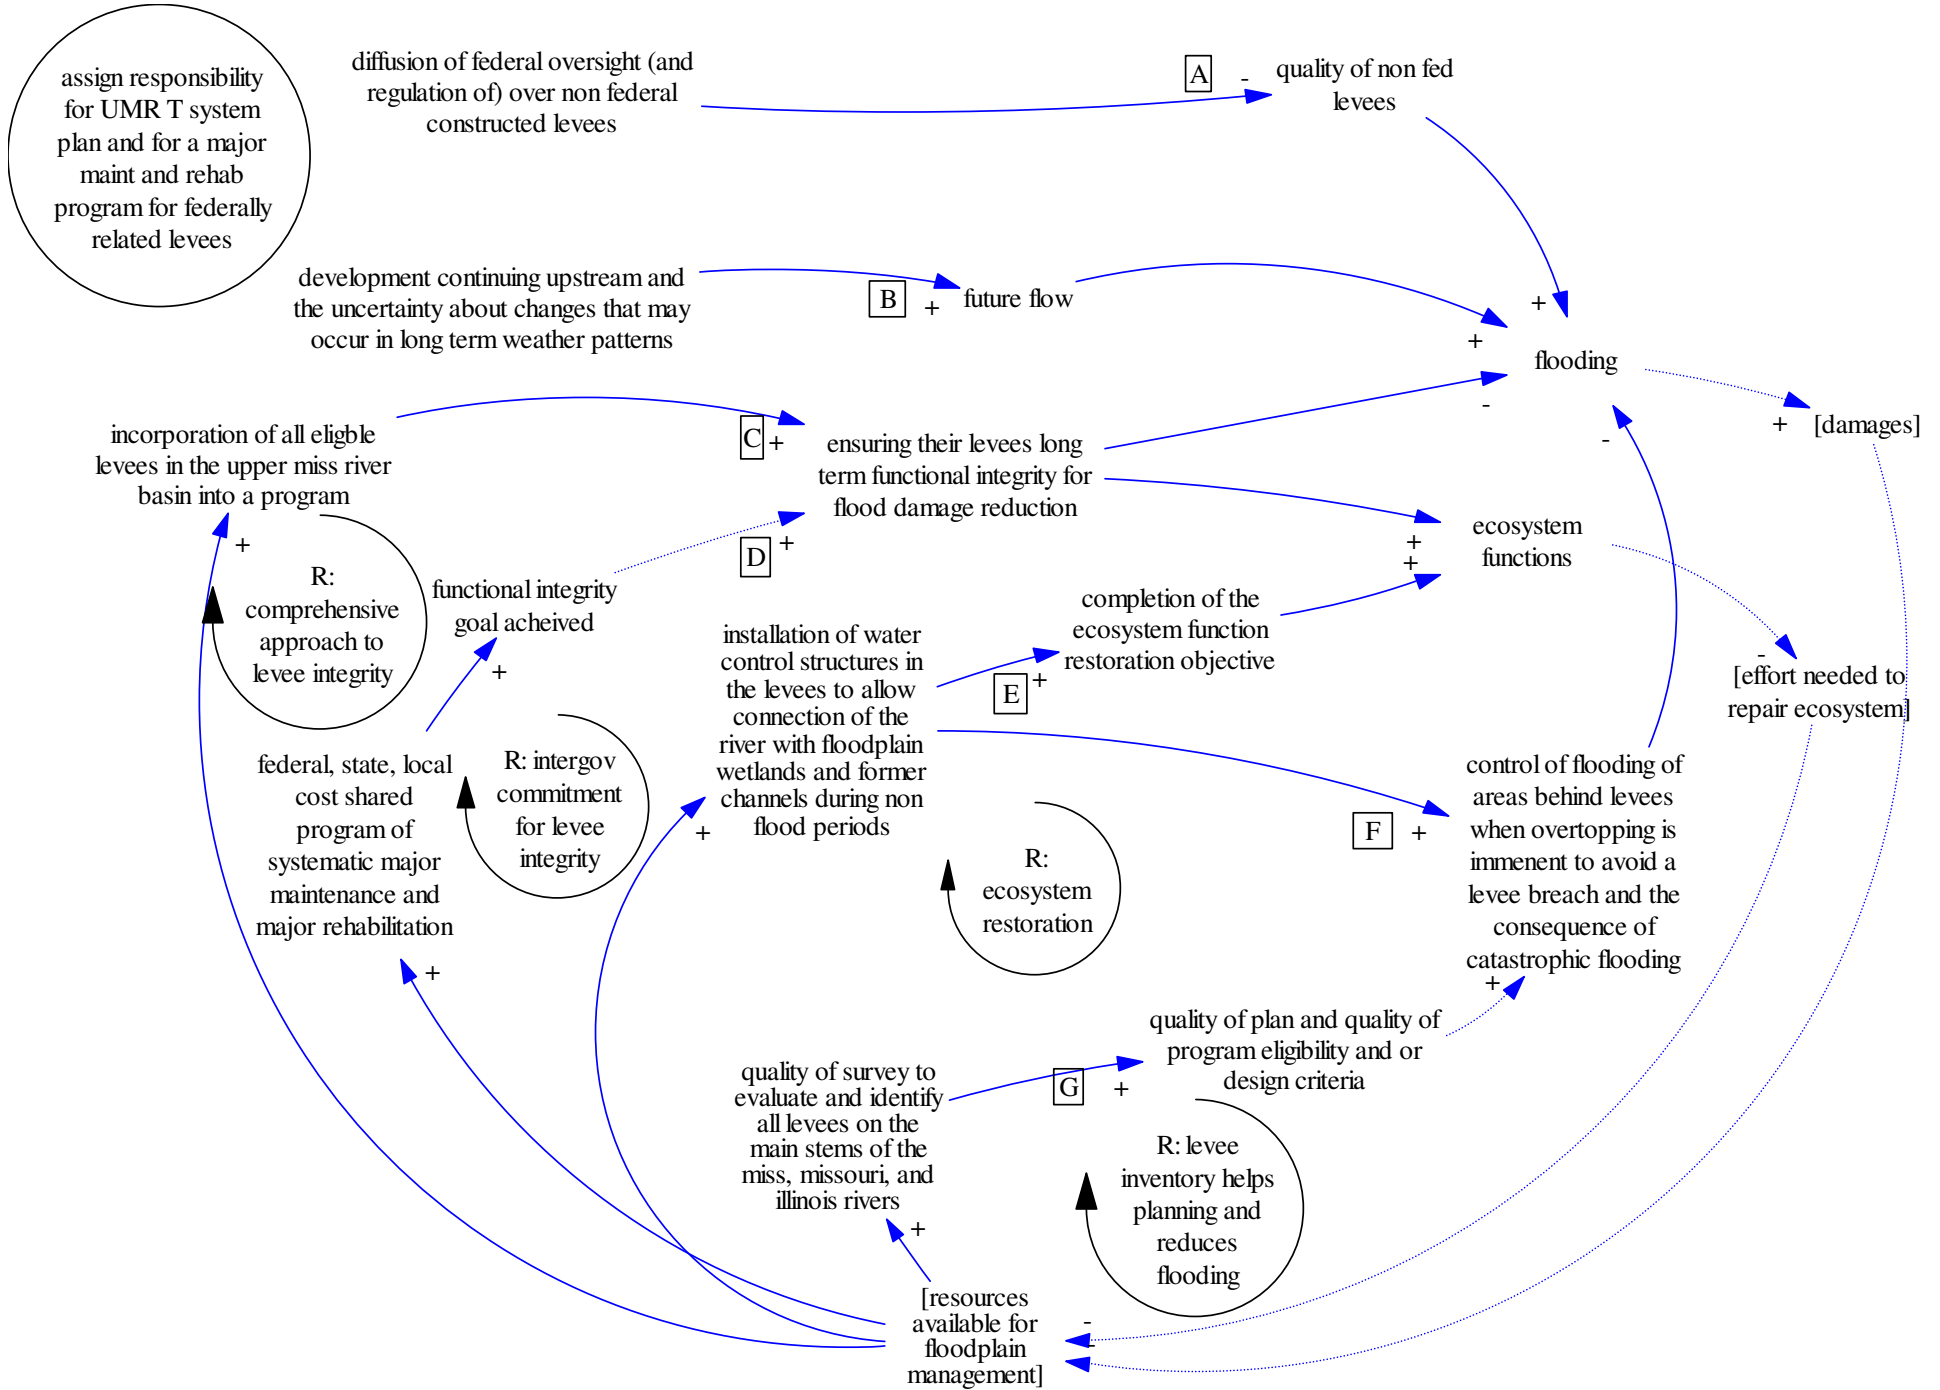 assign responsibility
for UMR T system
plan and for a major
maint and rehab
program for federally
related levees
diffusion of federal oversight (and
regulation of) over non federal
constructed levees
A
-
quality of non fed
levees
development continuing upstream and
the uncertainty about changes that may
occur in long term weather patterns
B
+
future flow
+
+
flooding
-
-
+
[damages]
incorporation of all eligble
levees in the upper miss river
basin into a program
+
C
+
ensuring their levees long
term functional integrity for
flood damage reduction
D
+
+
+
ecosystem
functions
R:
comprehensive
approach to
levee integrity
functional integrity
goal acheived
+
installation of water
control structures in
the levees to allow
connection of the
river with floodplain
wetlands and former
channels during non
flood periods
+
completion of the
ecosystem function
restoration objective
E
+
-
[effort needed to
repair ecosystem]
federal, state, local
cost shared
program of
systematic major
maintenance and
major rehabilitation
+
R: intergov
commitment
for levee
integrity
R:
ecosystem
restoration
F
+
control of flooding of
areas behind levees
when overtopping is
immenent to avoid a
levee breach and the
consequence of
catastrophic flooding
+
quality of plan and quality of
program eligibility and or
design criteria
quality of survey to
evaluate and identify
all levees on the
main stems of the
miss, missouri, and
illinois rivers
G
+
+
R: levee
inventory helps
planning and
reduces
flooding
[resources
available for
floodplain
management]
-
-